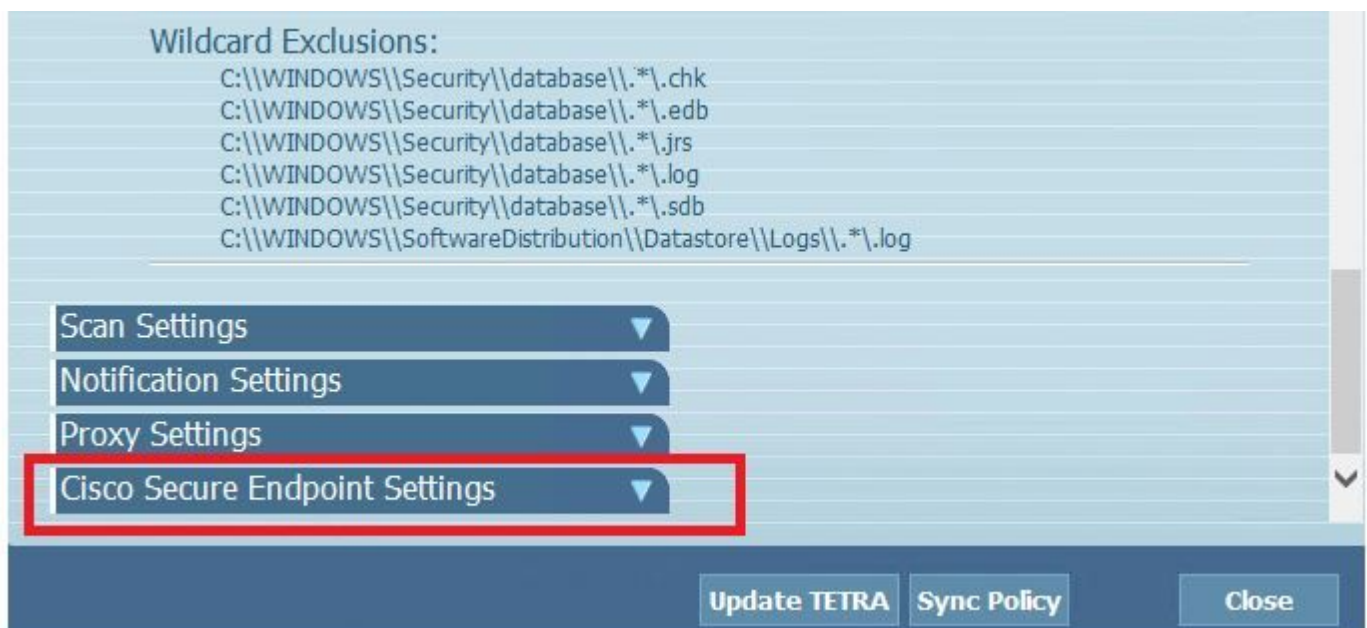 Wildcard Exclusions:
C:\\WINDOWS\\Security\\database\\.*\.chk
C:\\WINDOWS\\Security\\database\\.*\.edb
C:\\WINDOWS\\Security\\database\\.*\.jrs
C:\\WINDOWS\\Security\\database\\.*\.log
C:\\WINDOWS\\Security\\database\\.*\.sdb
C:\\WINDOWS\\SoftwareDistribution\\Datastore\\Logs\\.*\.log
Scan Settings
Notification Settings
Proxy Settings
Cisco Secure Endpoint Settings
Update TETRA Sync Policy Close